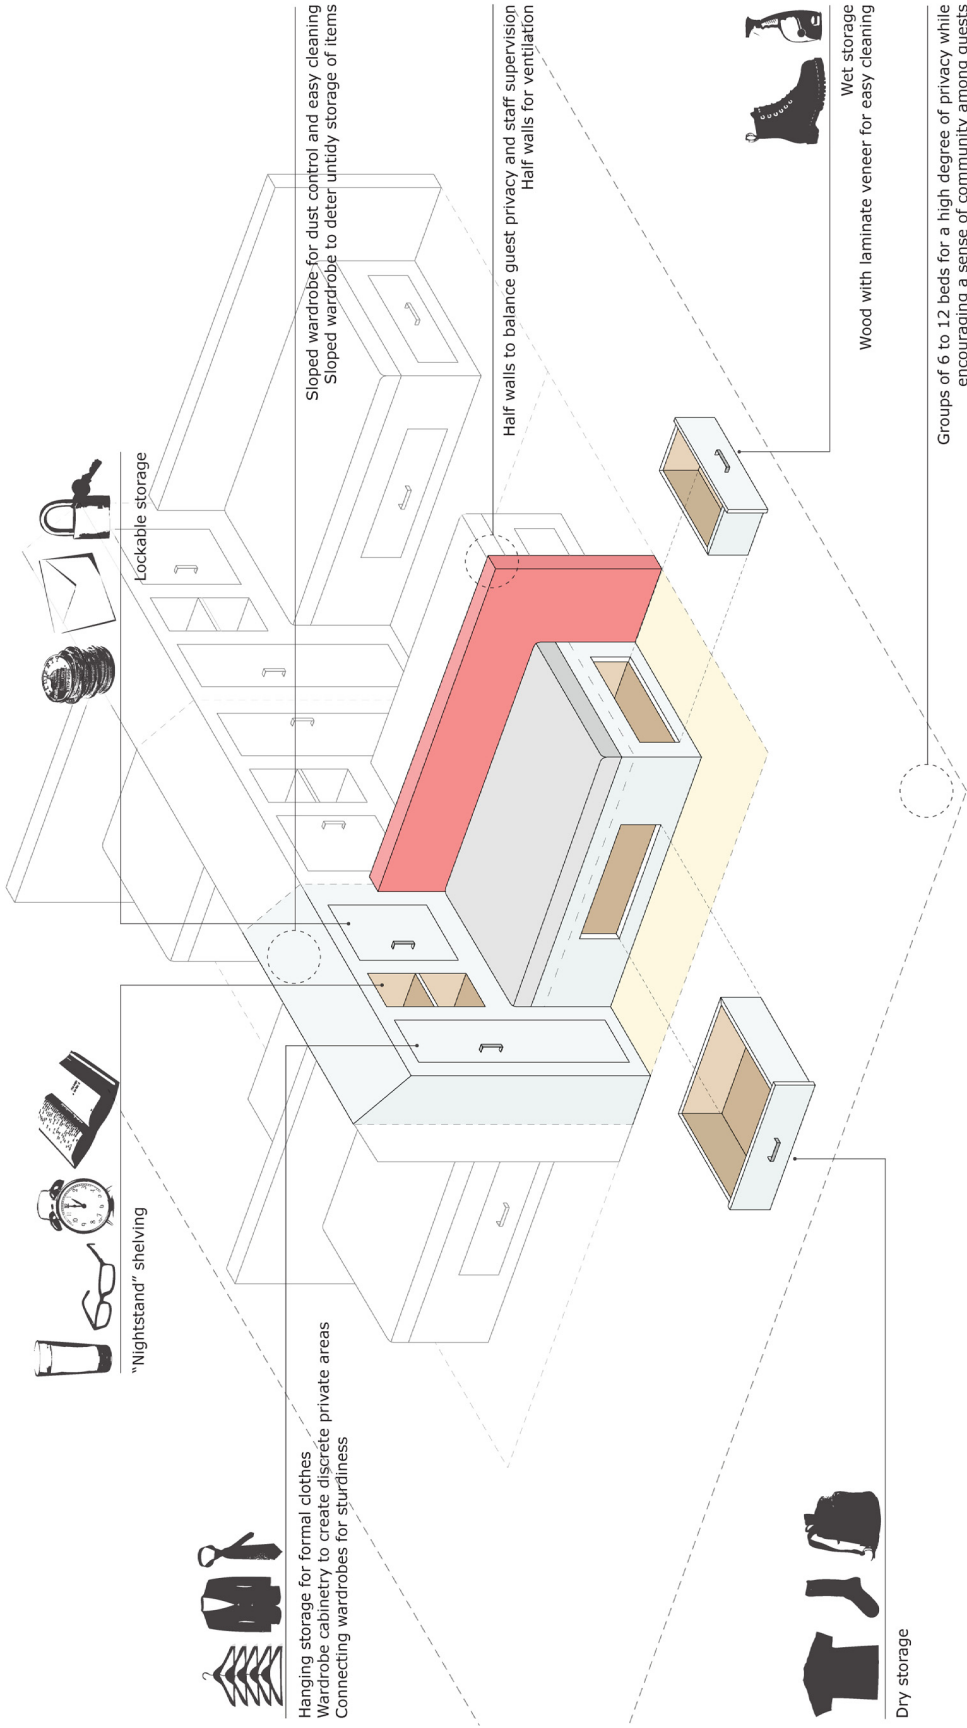 Hanging storage for formal clothes
Wardrobe cabinetry to create discrete private areas
Connecting wardrobes for sturdiness
"Nightstand" shelving
Lockable storage
Sloped wardrobe for dust control and easy cleaning
Sloped wardrobe to deter untidy storage of items
Half walls to balance guest privacy and staff supervision
Half walls for ventilation
Dry storage
Wet storage
Wood with laminate veneer for easy cleaning
Groups of 6 to 12 beds for a high degree of privacy while
encouraging a sense of community among guests